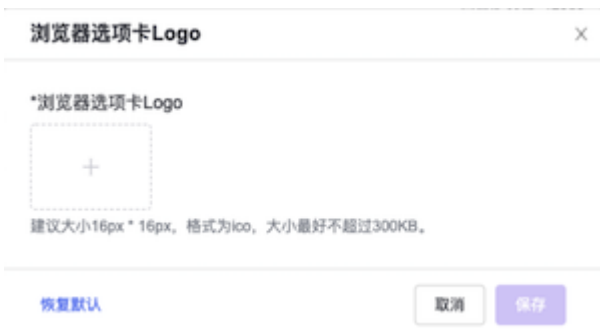 浏览器选项卡Logo
*浏览器选项卡Logo
建议大小16px * 16px，格式为ico，大小最好不超过300KB。
恢复默认
取消
保存